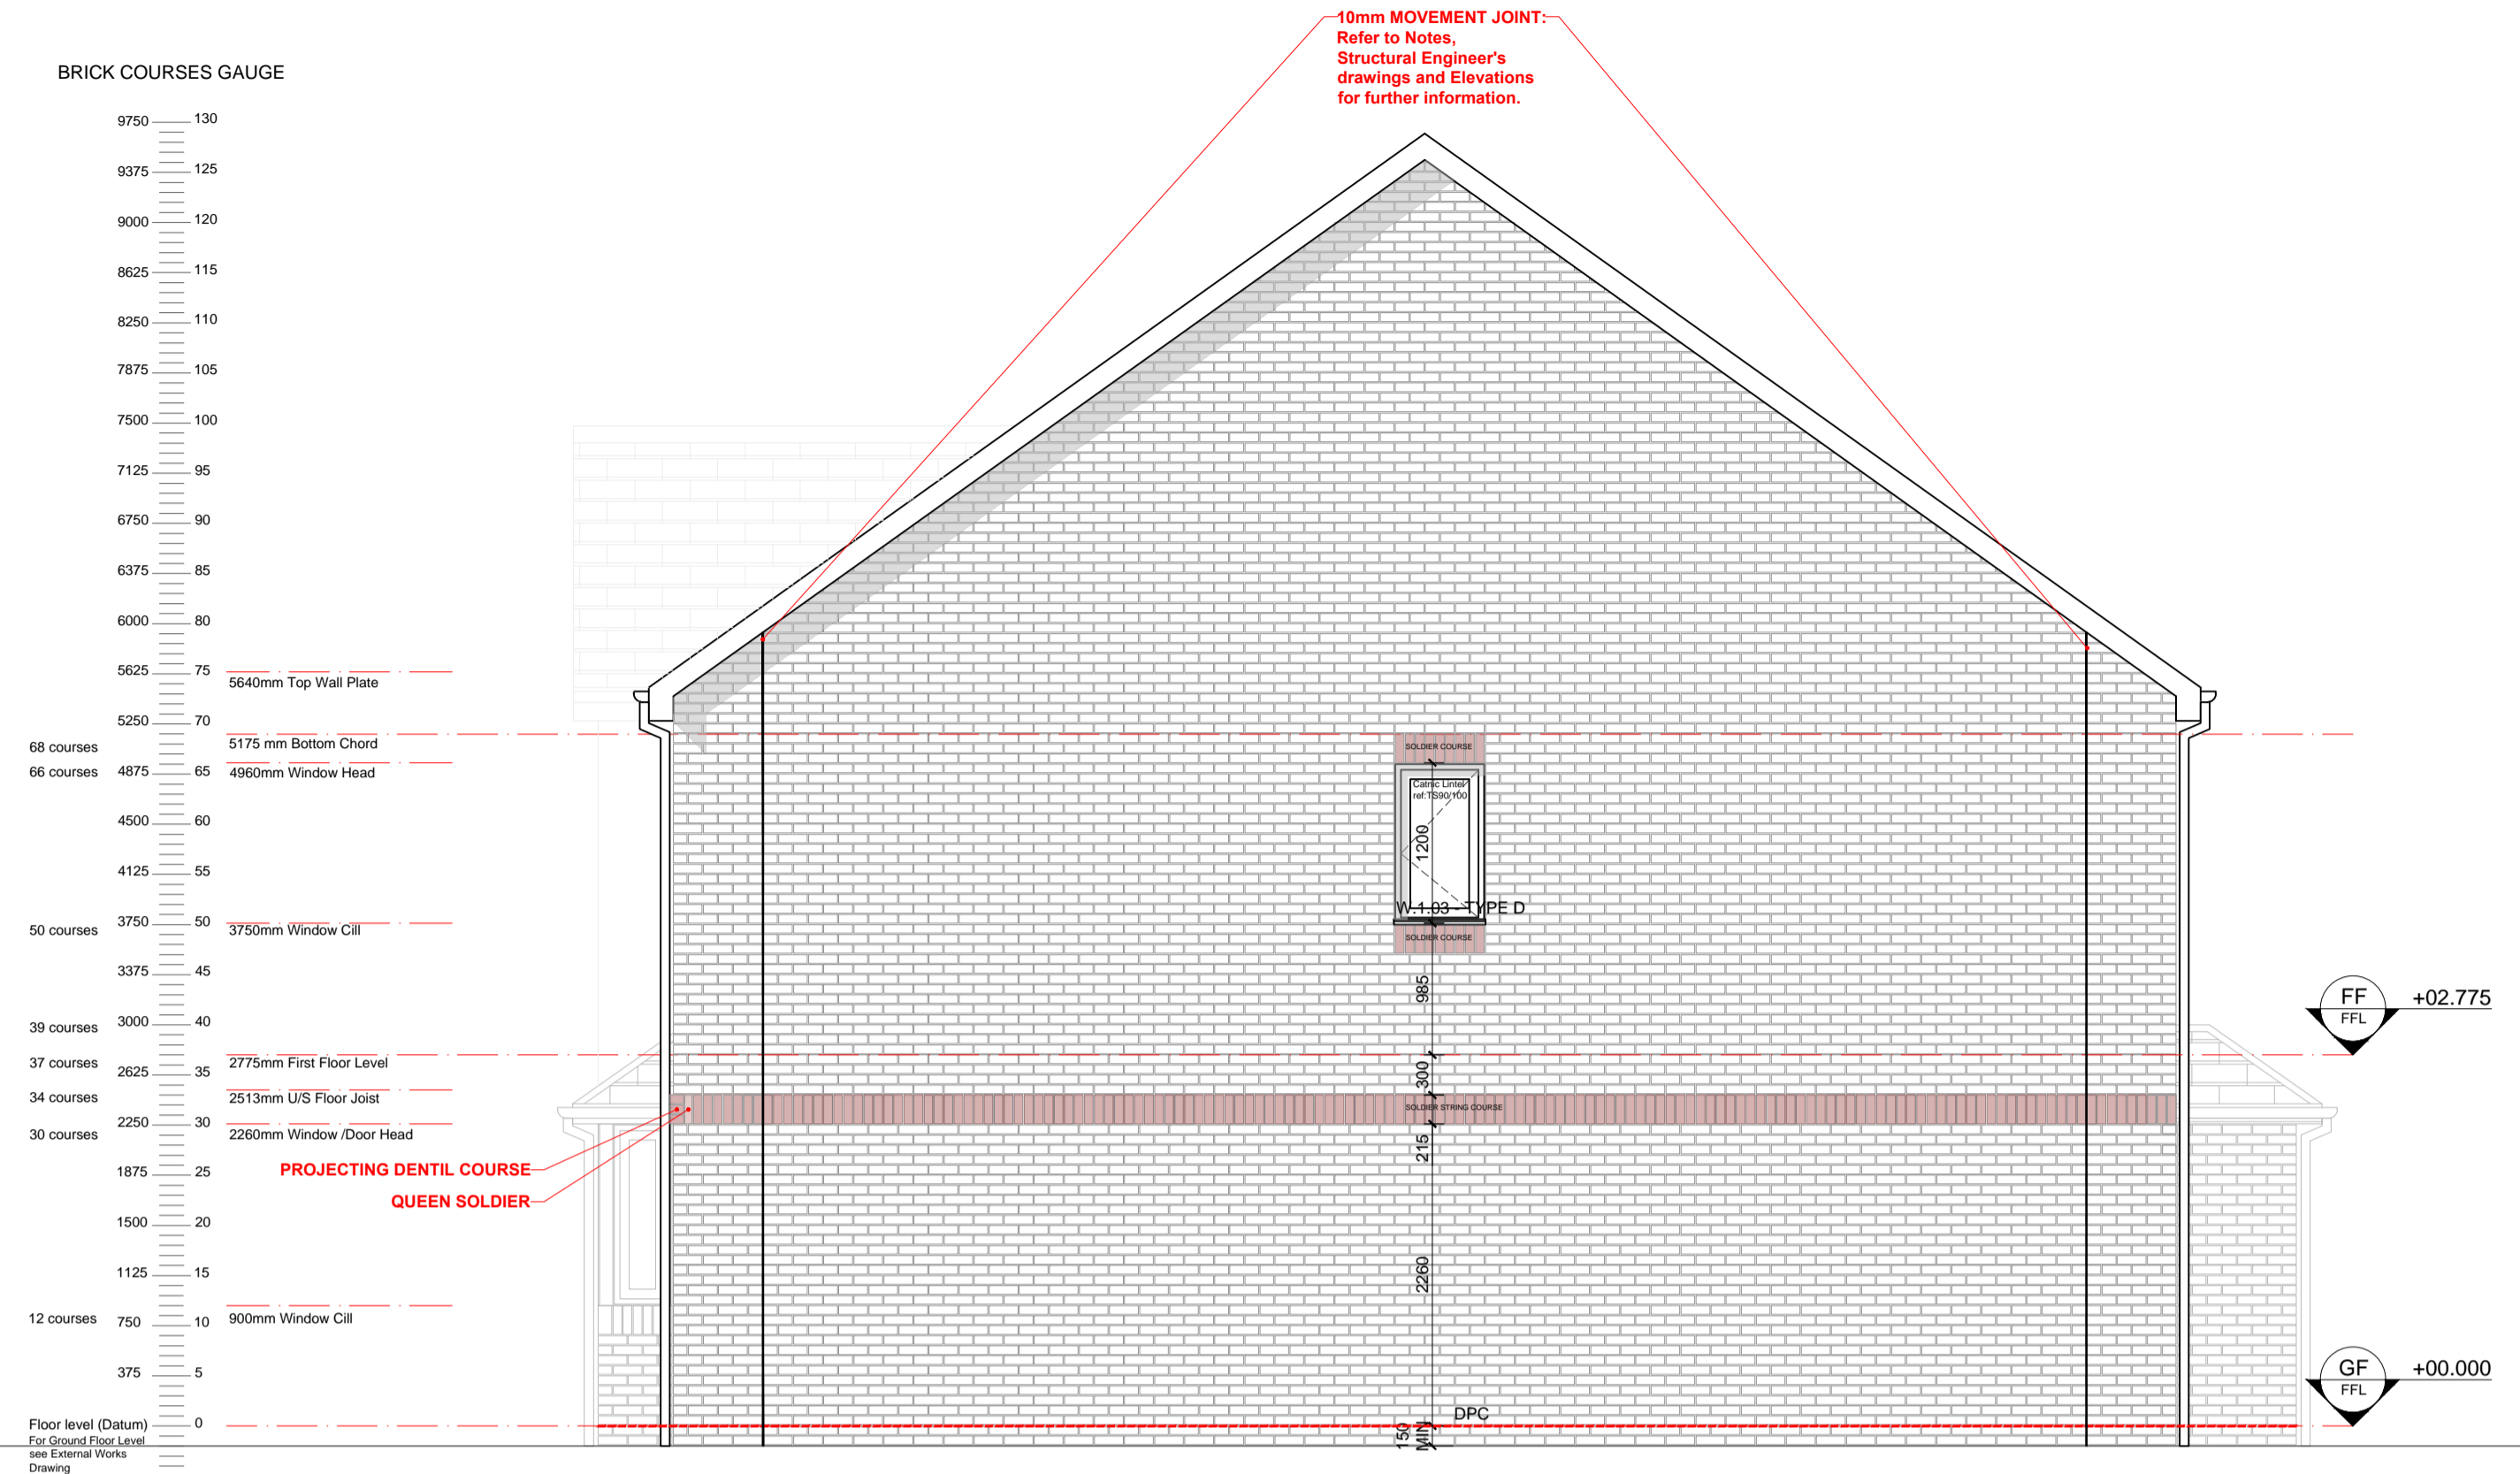 10mm MOVEMENT JOINT:
Refer to Notes,
Structural Engineer's
drawings and Elevations
for further information.
BRICK COURSES GAUGE
9750 130
9375 125
9000 120
8625 115
8250 110
7875 105
7500 100
7125 95
6750 90
6375 85
6000 80
5625 75
5640mm Top Wall Plate
5250 70
68 courses 5175 mm Bottom Chord
SOLDIER COURSE
66 courses 4875 65 4960mm Window Head
Catnic Lintel
ref:TS90/100
4500 60
1200
4125 55
W.1.03 - TYPE D
3750 50
50 courses 3750mm Window Cill
SOLDIER COURSE
3375 45
985
FF +02.775
FFL
39 courses 3000 40
37 courses 2775mm First Floor Level
2625 35
300
34 courses 2513mm U/S Floor Joist
SOLDIER STRING COURSE
2250 30
30 courses 2260mm Window /Door Head
215
PROJECTING DENTIL COURSE
1875 25
QUEEN SOLDIER
1500 20
1125 15
2260
12 courses 750 10 900mm Window Cill
375 5
GF +00.000
FFL
DPC
Floor level (Datum) 0
150
MIN
For Ground Floor Level
see External Works
Drawing